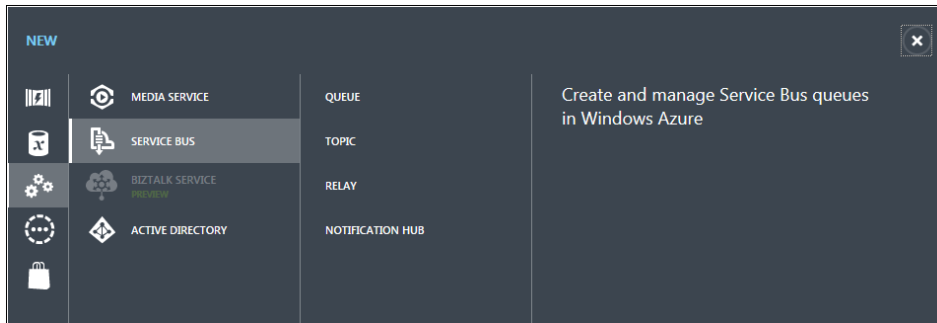 NEW
MEDIA SERVICE
SERVICE BUS
BIZTALK SERVICE
PREVIEW
ACTIVE DIRECTORY
QUEUE
TOPIC
RELAY
NOTIFICATION HUB
Create and manage Service Bus queues
in Windows Azure